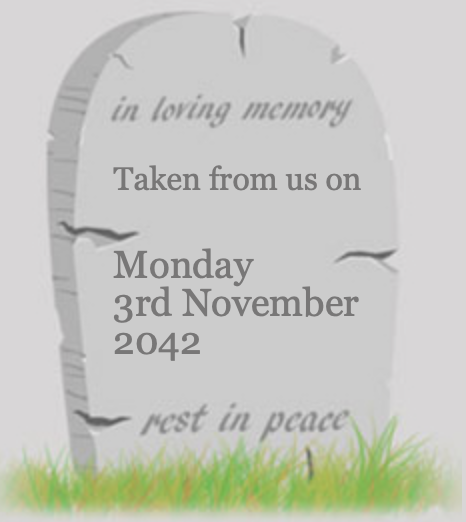 in loving memory
Taken from us on
Monday
3rd November
2042
rest in peace